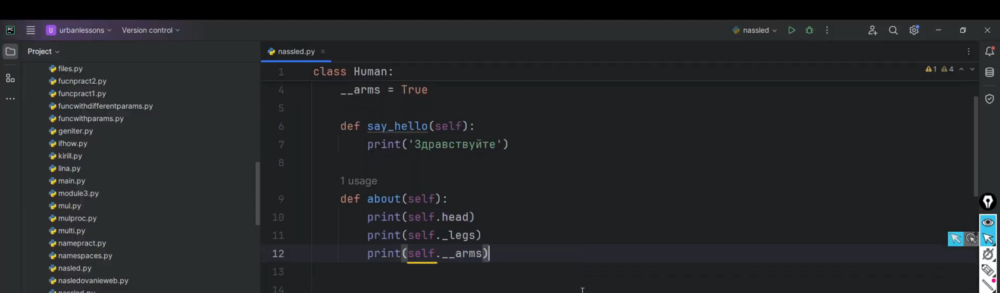 PC U urbanlessons Version control nassled
Project
files.py
fucnpract2.py
funcpract1.py
funcwithdifferentparams.py
funcwithparams.py
geniter.py
ifhow.py
kirill.py
lina.py
main.py
module3.py
mul.py
mulproc.py
multi.py
namepract.py
namespaces.py
nasled.py
nasledovanieweb.py
nassled.py
nassled.py
1 class Human: 1 4
4 __arms = True
5
6 def say_hello(self):
7 print('Здравствуйте')
8
1 usage
9 def about(self):
10 print(self.head)
11 print(self._legs)
12 print(self.__arms)
13
14